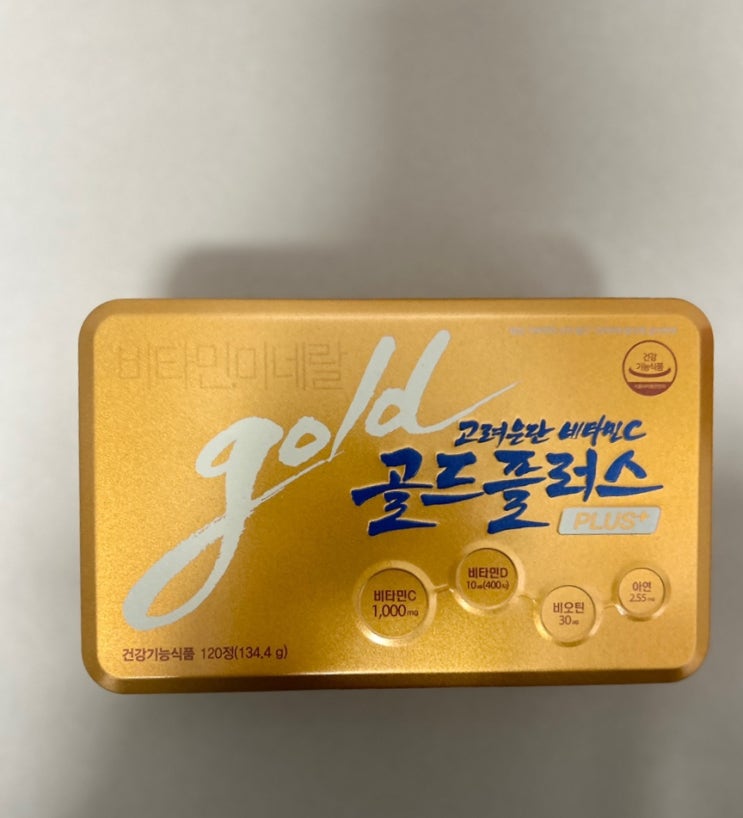 비타민미네랄
gold
건강
기능식품
고려은단 비타민C
골드플러스
PLUS+
비타민C
1,000mg
비타민D
10㎍(400IU)
비오틴
30㎍
아연
2.55mg
건강기능식품 120정(134.4 g)